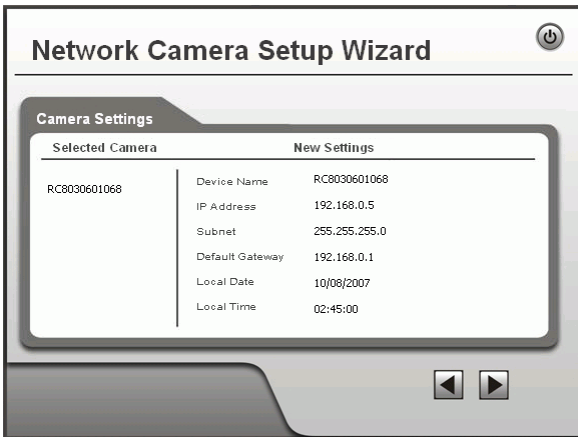 Network Camera Setup Wizard
Camera Settings
Selected Camera New Settings
RC8030601068
Device Name RC8030601068
IP Address 192.168.0.5
Subnet 255.255.255.0
Default Gateway 192.168.0.1
Local Date 10/08/2007
Local Time 02:45:00